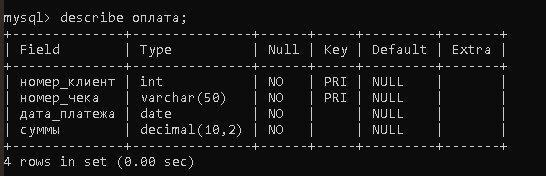 mysql> describe оплата;
+---------------+---------------+------+-----+---------+-------+
| Field         | Type          | Null | Key | Default | Extra |
+---------------+---------------+------+-----+---------+-------+
| номер_клиент  | int           | NO   | PRI | NULL    |       |
| номер_чека    | varchar(50)   | NO   | PRI | NULL    |       |
| дата_платежа  | date          | NO   |     | NULL    |       |
| суммы         | decimal(10,2) | NO   |     | NULL    |       |
+---------------+---------------+------+-----+---------+-------+
4 rows in set (0.00 sec)